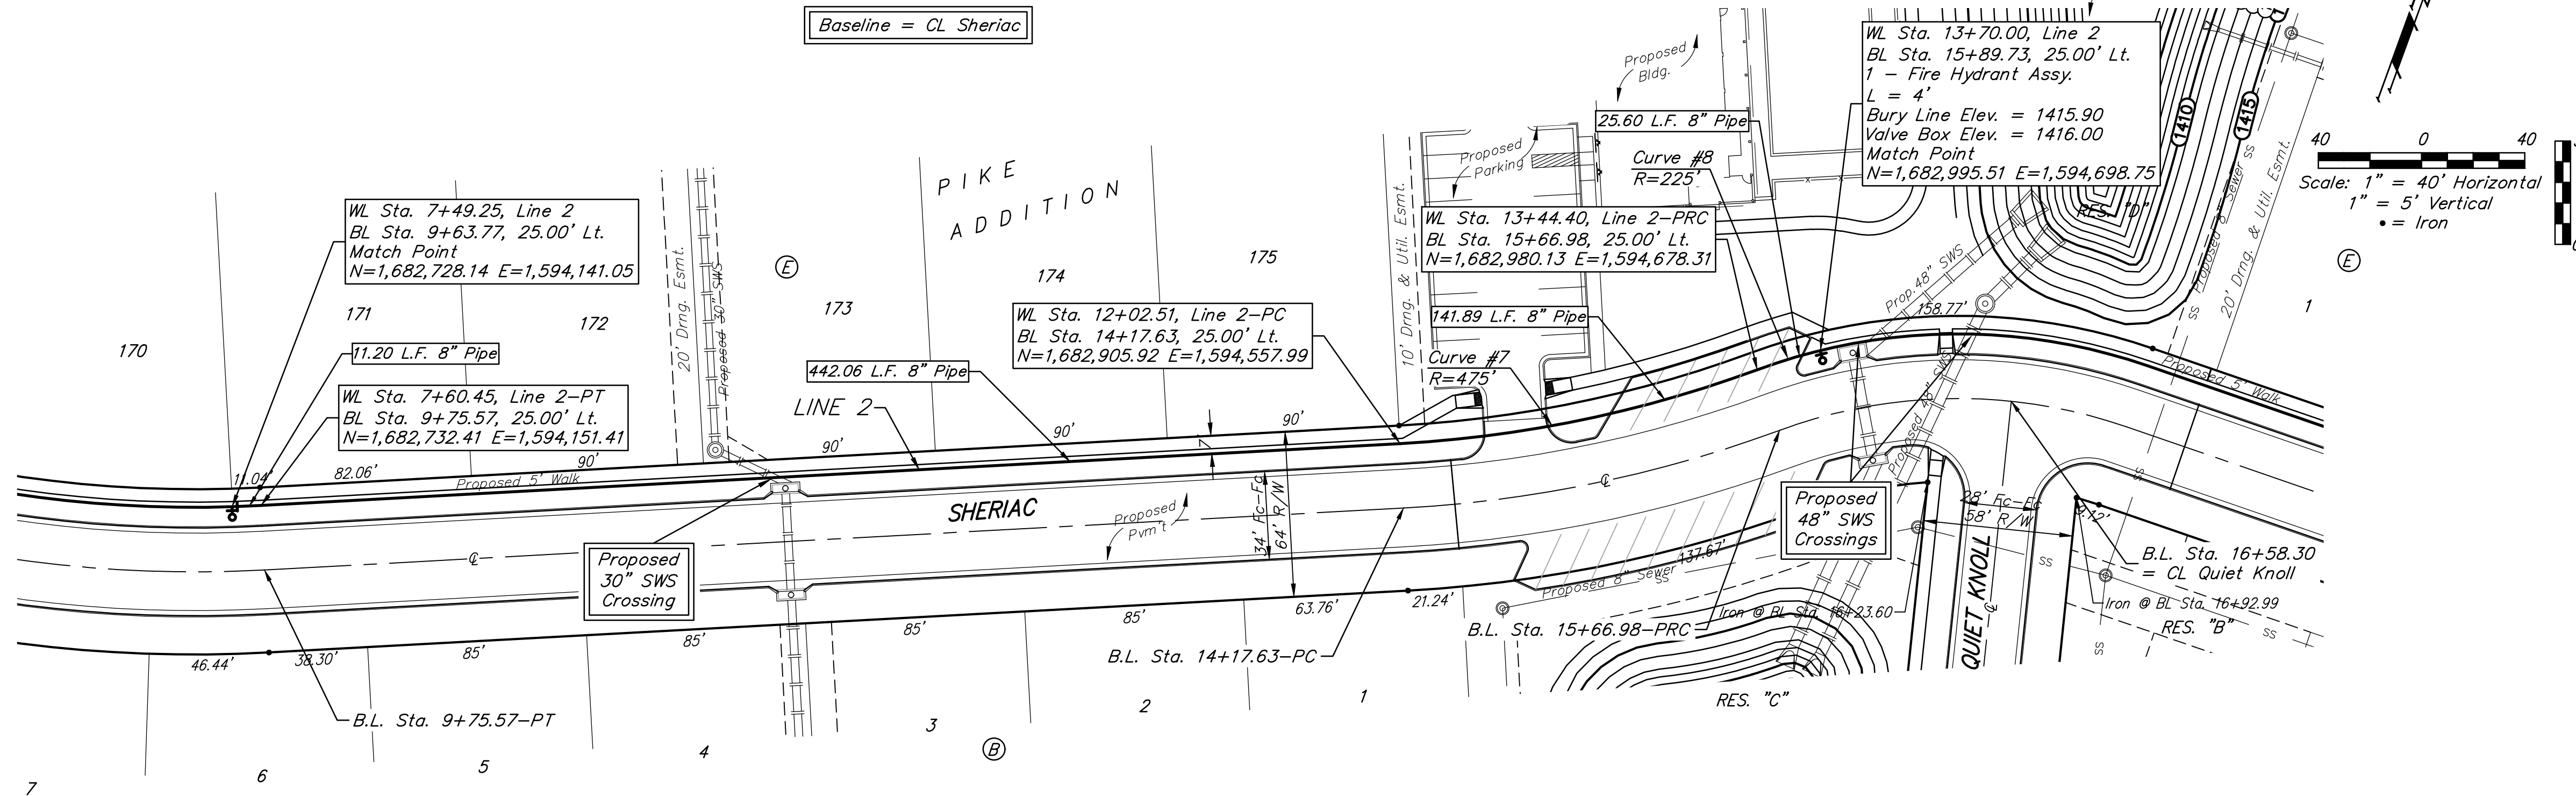 Baseline = CL Sheriac
WL Sta. 13+70.00, Line 2
BL Sta. 15+89.73, 25.00' Lt.
1 - Fire Hydrant Assy.
L = 4'
Bury Line Elev. = 1415.90
Valve Box Elev. = 1416.00
Match Point
N=1,682,995.51 E=1,594,698.75
1410
1415
40 0 40
Scale: 1" = 40' Horizontal
1" = 5' Vertical
• = Iron
Proposed
Bldg.
25.60 L.F. 8" Pipe
Proposed
Parking
Curve #8
R=225'
PIKE
ADDITION
WL Sta. 7+49.25, Line 2
BL Sta. 9+63.77, 25.00' Lt.
Match Point
N=1,682,728.14 E=1,594,141.05
WL Sta. 13+44.40, Line 2-PRC
BL Sta. 15+66.98, 25.00' Lt.
N=1,682,980.13 E=1,594,678.31
RES. "D"
Proposed 8" Sewer ss
20' Drng. & Util. Esmt.
SS
E
1
E
170
171
172
173
174
175
20' Drng. Esmt.
Proposed 30" SWS
10' Drng. & Util. Esmt.
Prop. 48" SWS
158.77'
11.20 L.F. 8" Pipe
WL Sta. 7+60.45, Line 2-PT
BL Sta. 9+75.57, 25.00' Lt.
N=1,682,732.41 E=1,594,151.41
442.06 L.F. 8" Pipe
LINE 2
WL Sta. 12+02.51, Line 2-PC
BL Sta. 14+17.63, 25.00' Lt.
N=1,682,905.92 E=1,594,557.99
141.89 L.F. 8" Pipe
Curve #7
R=475'
Proposed 5' Walk
11.04'
82.06'
90'
90'
90'
90'
7'
Proposed 5' Walk
SHERIAC
Proposed
Pvm't
34' Fc-Fc
64' R/W
Proposed
30" SWS
Crossing
Proposed
48" SWS
Crossings
Proposed 48" SWS
28' Fc-Fc
58' R/W
9.12'
QUIET KNOLL
B.L. Sta. 16+58.30
= CL Quiet Knoll
Iron @ BL Sta. 16+92.99
RES. "B"
SS
SS
SS
SS
Proposed 8" Sewer
SS
137.67'
Iron @ BL Sta. 16+23.60
B.L. Sta. 15+66.98-PRC
B.L. Sta. 14+17.63-PC
B.L. Sta. 9+75.57-PT
46.44'
38.30'
85'
85'
85'
85'
63.76'
21.24'
RES. "C"
7
6
5
4
3
2
1
B